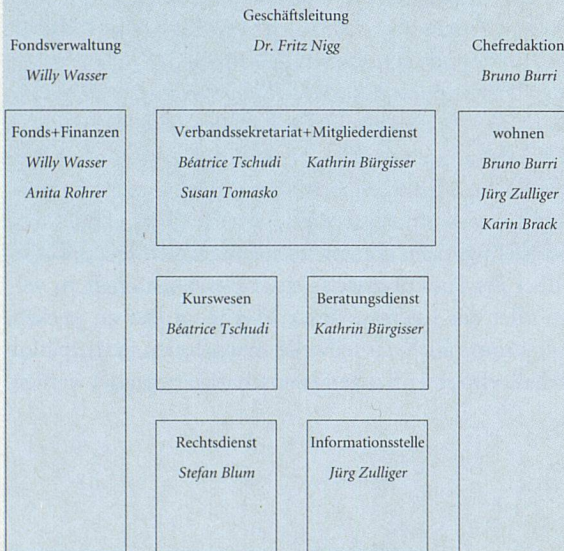 Geschäftsleitung
Dr. Fritz Nigg
Fondsverwaltung
Willy Wasser
Chefredaktion
Bruno Burri
Fonds+Finanzen
Willy Wasser
Anita Rohrer
Verbandssekretariat+Mitgliederdienst
Béatrice Tschudi Kathrin Bürgisser
Susan Tomasko
wohnen
Bruno Burri
Jürg Zulliger
Karin Brack
Kurswesen
Béatrice Tschudi
Beratungsdienst
Kathrin Bürgisser
Rechtsdienst
Stefan Blum
Informationsstelle
Jürg Zulliger